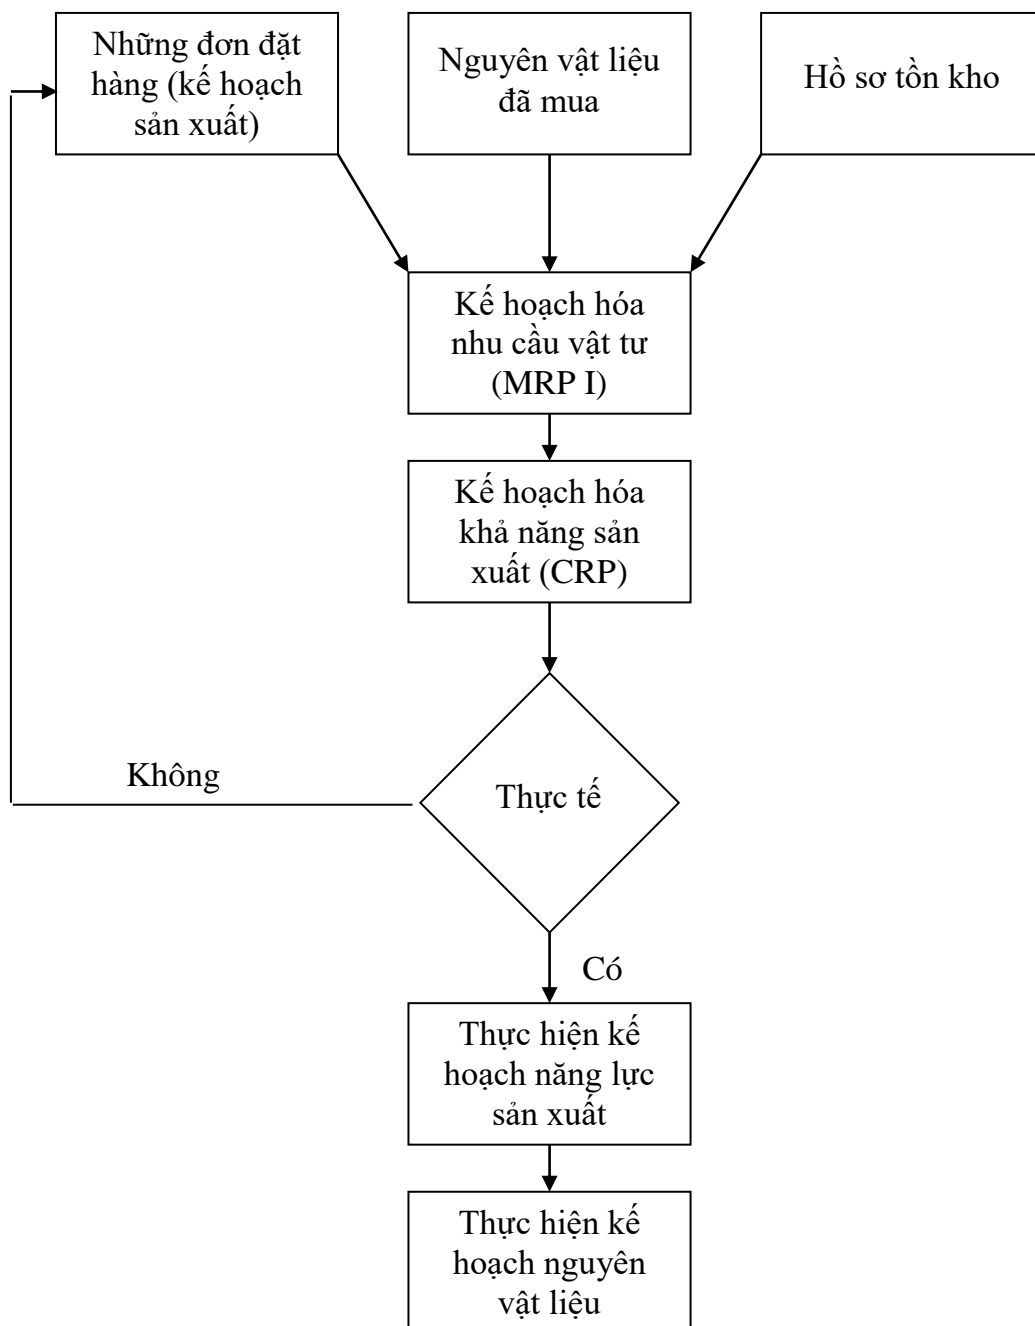 Những đơn đặt
hàng (kế hoạch
sản xuất)
Nguyên vật liệu
đã mua
Hồ sơ tồn kho
Kế hoạch hóa
nhu cầu vật tư
(MRP I)
Kế hoạch hóa
khả năng sản
xuất (CRP)
Không
Thực tế
Có
Thực hiện kế
hoạch năng lực
sản xuất
Thực hiện kế
hoạch nguyên
vật liệu